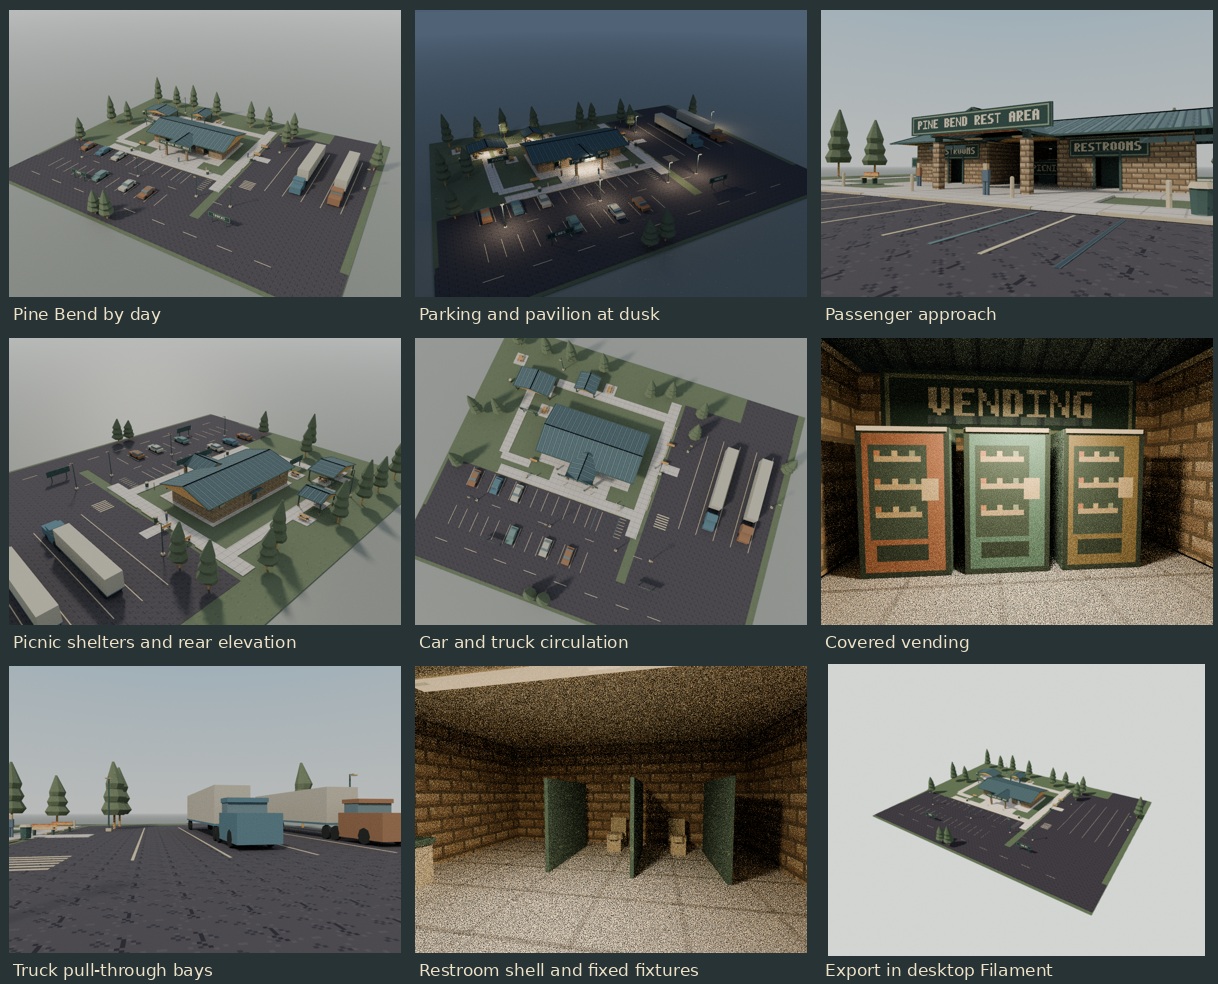 Pine Bend by day
Parking and pavilion at dusk
PINE BEND REST AREA
RESTROOMS
Passenger approach
Picnic shelters and rear elevation
Car and truck circulation
VENDING
Covered vending
Truck pull-through bays
Restroom shell and fixed fixtures
Export in desktop Filament